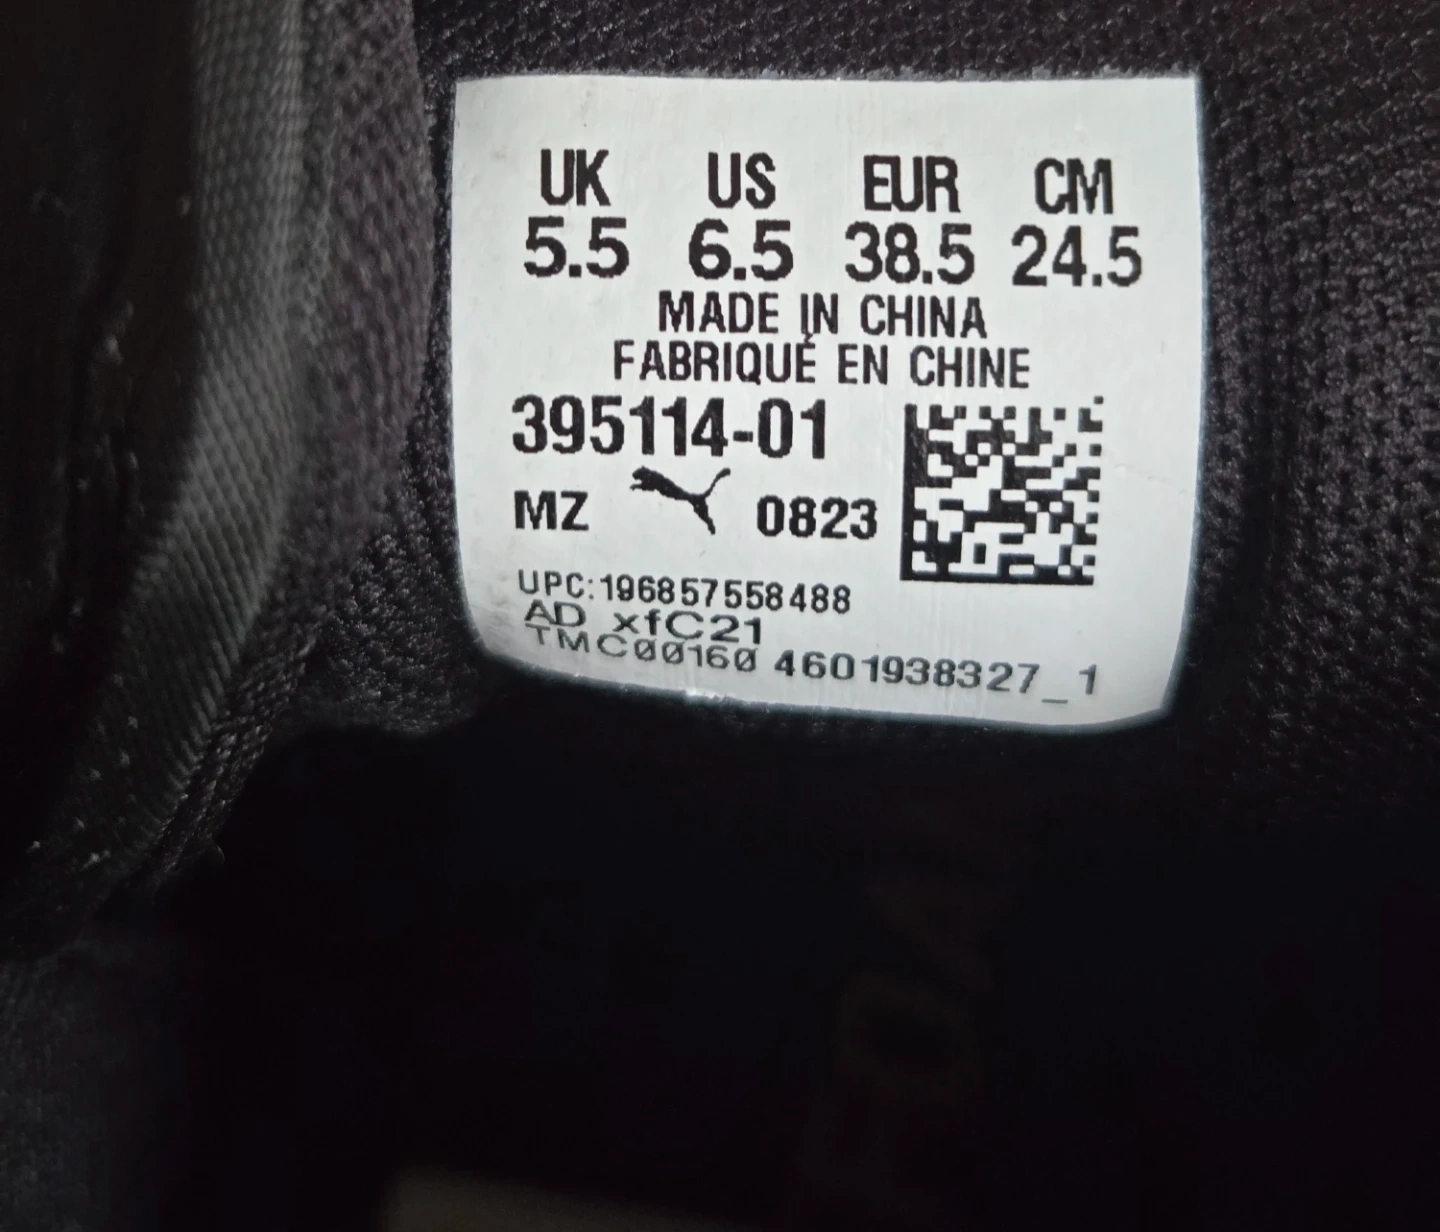 UK US EUR CM
5.5 6.5 38.5 24.5
MADE IN CHINA
FABRIQUÉ EN CHINE
395114-01
MZ 0823
UPC:196857558488
AD xfC21
TMC00160 4601938327_1